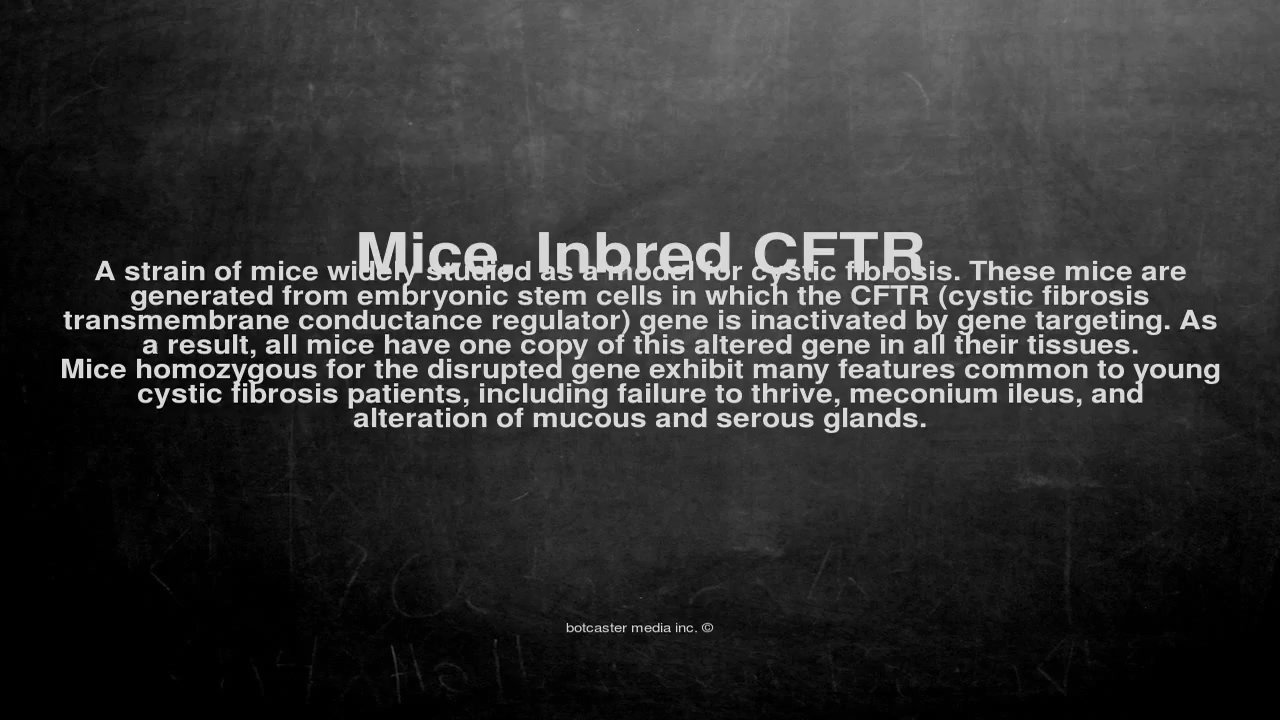 Mice, Inbred CFTR
A strain of mice widely studied as a model for cystic fibrosis. These mice are
generated from embryonic stem cells in which the CFTR (cystic fibrosis
transmembrane conductance regulator) gene is inactivated by gene targeting. As
a result, all mice have one copy of this altered gene in all their tissues.
Mice homozygous for the disrupted gene exhibit many features common to young
cystic fibrosis patients, including failure to thrive, meconium ileus, and
alteration of mucous and serous glands.
botcaster media inc. ©